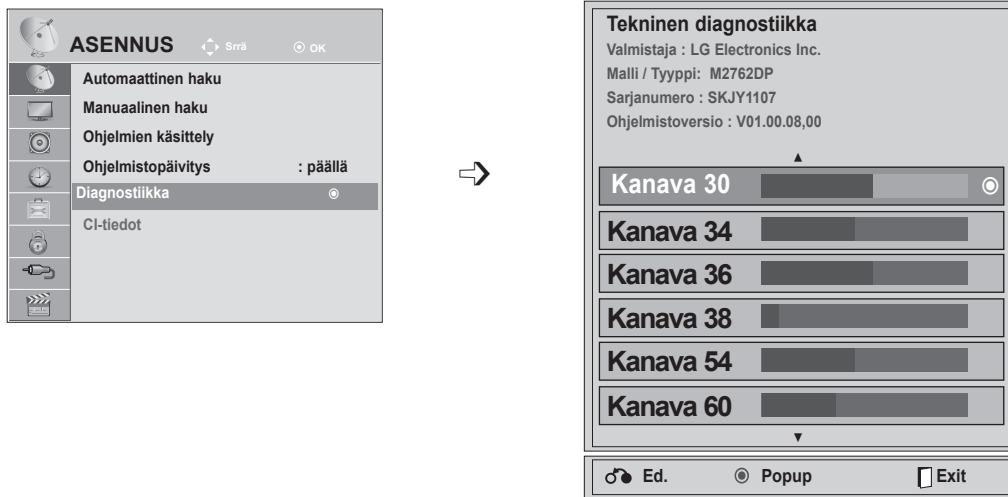 ASENNUS Srrä OK
Automaattinen haku
Manuaalinen haku
Ohjelmien käsittely
Ohjelmistopäivitys : päällä
Diagnostiikka
CI-tiedot
Tekninen diagnostiikka
Valmistaja : LG Electronics Inc.
Malli / Tyyppi: M2762DP
Sarjanumero : SKJY1107
Ohjelmistoversio : V01.00.08,00
Kanava 30
Kanava 34
Kanava 36
Kanava 38
Kanava 54
Kanava 60
Ed. Popup Exit